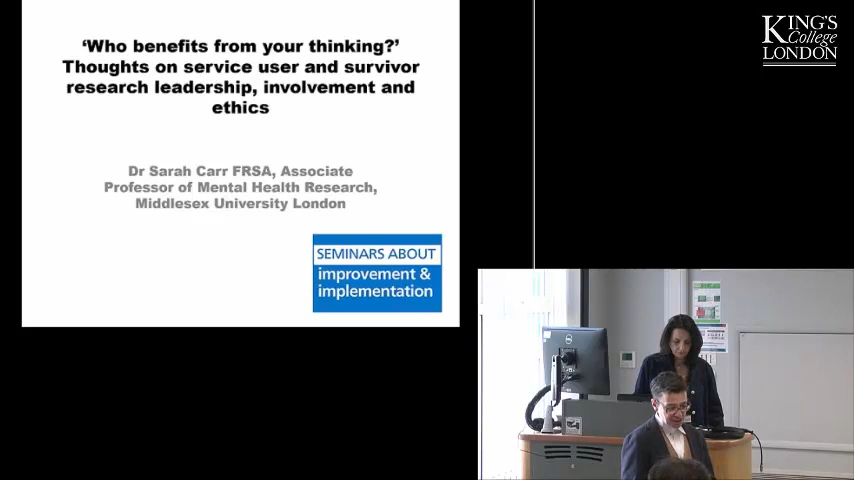 ‘Who benefits from your thinking?’
Thoughts on service user and survivor
research leadership, involvement and
ethics
Dr Sarah Carr FRSA, Associate
Professor of Mental Health Research,
Middlesex University London
SEMINARS ABOUT
improvement &
implementation
KING'S
College
LONDON